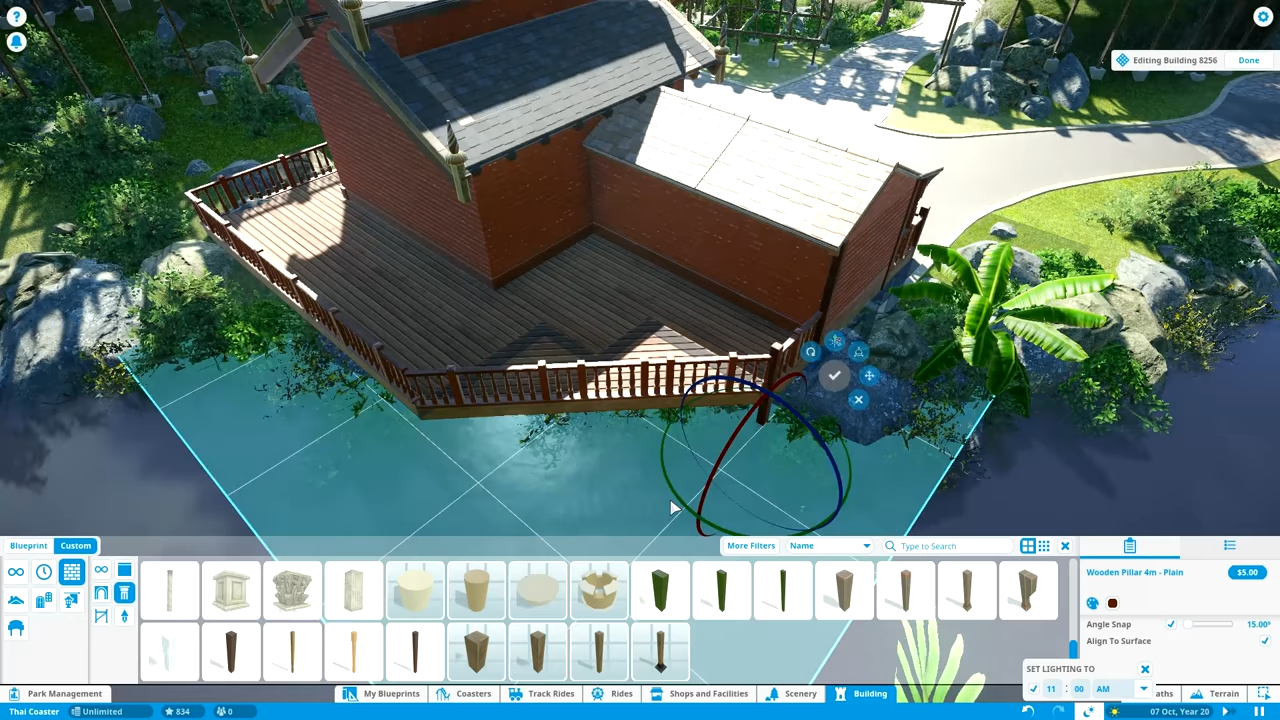 ?
Editing Building 8256 Done
Blueprint Custom
More Filters Name Type to Search
Wooden Pillar 4m - Plain $5.00
Angle Snap 15.00°
Align To Surface
SET LIGHTING TO
11 : 00 AM
Park Management My Blueprints Coasters Track Rides Rides Shops and Facilities Scenery Building aths Terrain
Thai Coaster Unlimited 834 0 07 Oct, Year 20